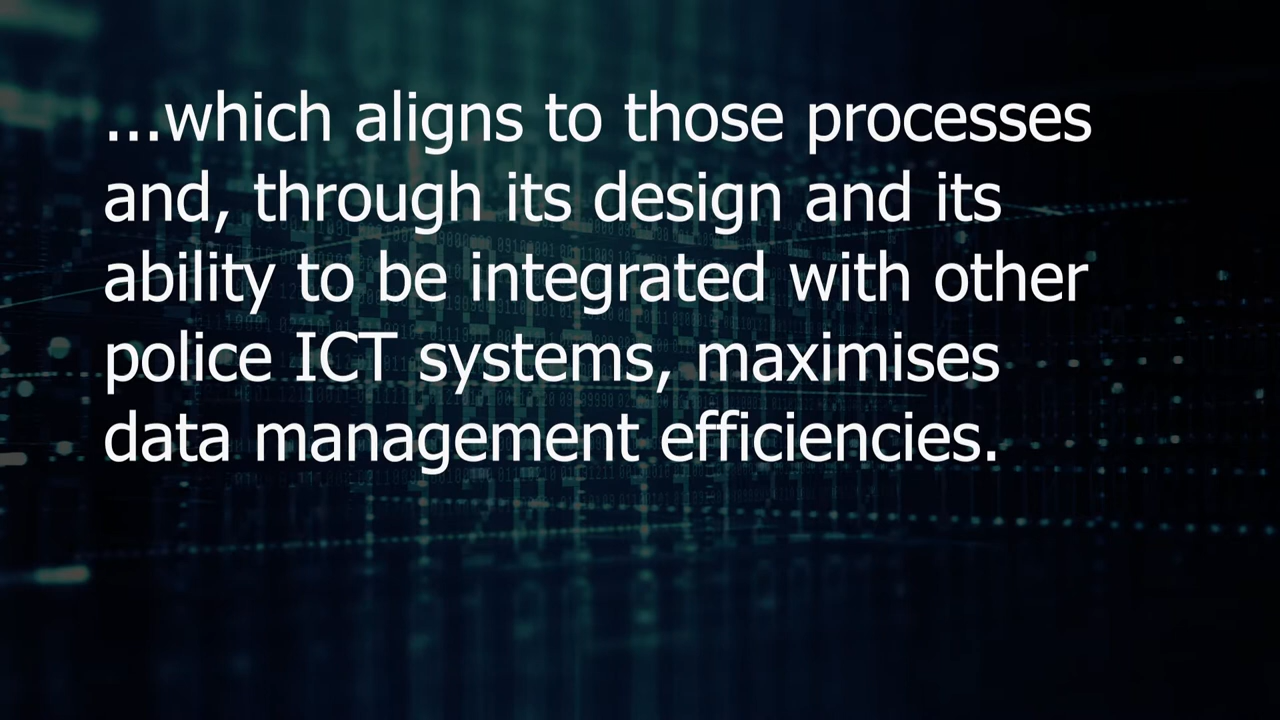 ...which aligns to those processes
and, through its design and its
ability to be integrated with other
police ICT systems, maximises
data management efficiencies.